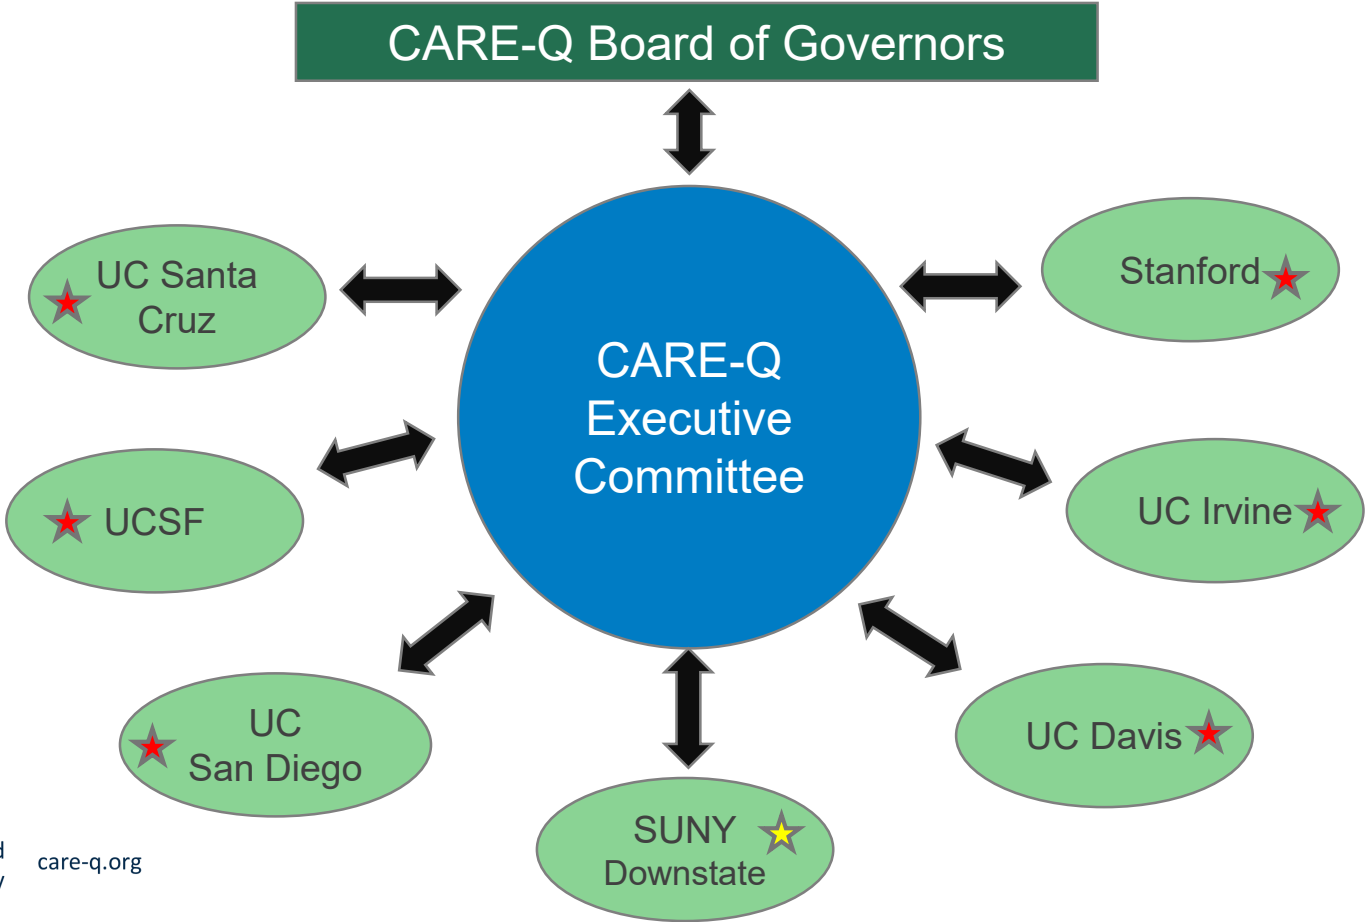 CARE-Q Board of Governors
UC Santa
Cruz
Stanford
CARE-Q
Executive
Committee
UCSF
UC Irvine
UC
San Diego
UC Davis
SUNY
Downstate
care-q.org